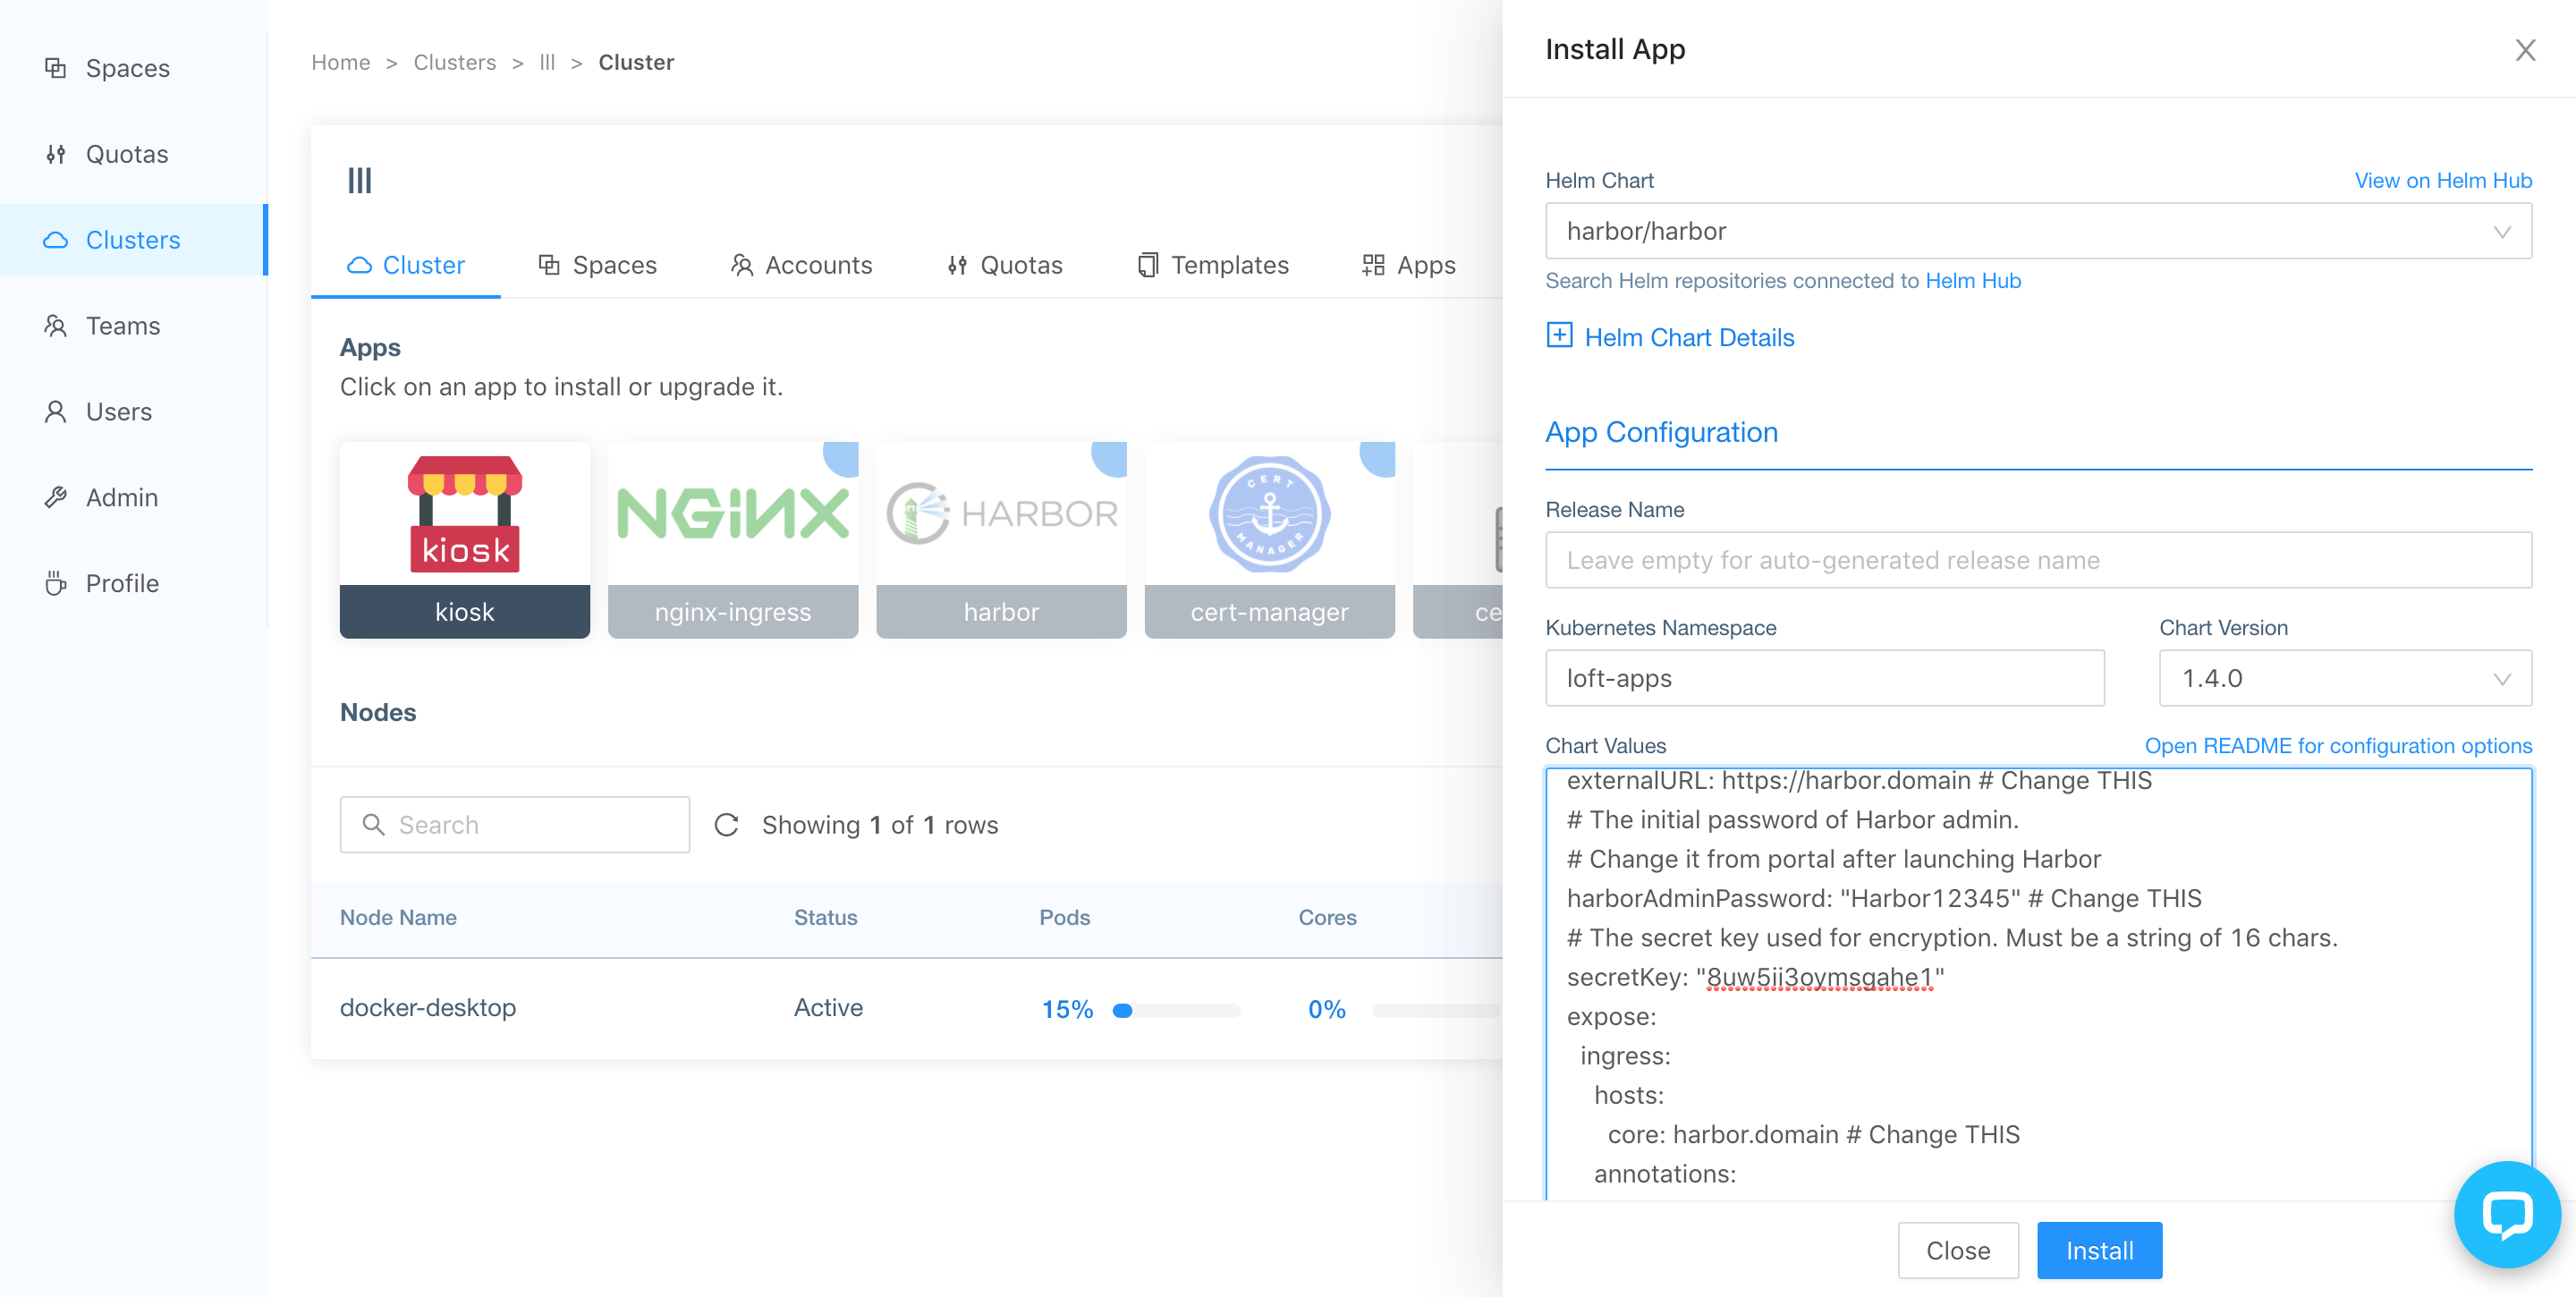 Spaces
Quotas
Clusters
Teams
Users
Admin
Profile
Home > Clusters > lll > Cluster
lll
Cluster Spaces Accounts Quotas Templates Apps
Apps
Click on an app to install or upgrade it.
kiosk
NGINX
HARBOR
CERT MANAGER
kiosk nginx-ingress harbor cert-manager ce
Nodes
Search Showing 1 of 1 rows
Node Name Status Pods Cores
docker-desktop Active 15% 0%
Install App
Helm Chart View on Helm Hub
harbor/harbor
Search Helm repositories connected to Helm Hub
Helm Chart Details
App Configuration
Release Name
Leave empty for auto-generated release name
Kubernetes Namespace Chart Version
loft-apps 1.4.0
Chart Values Open README for configuration options
externalURL: https://harbor.domain # Change THIS
# The initial password of Harbor admin.
# Change it from portal after launching Harbor
harborAdminPassword: "Harbor12345" # Change THIS
# The secret key used for encryption. Must be a string of 16 chars.
secretKey: "8uw5ii3oymsgahe1"
expose:
ingress:
hosts:
core: harbor.domain # Change THIS
annotations:
Close Install